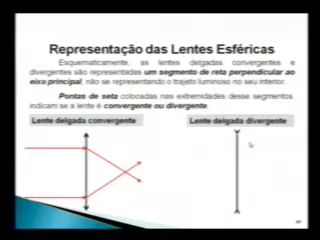 Representação das Lentes Esféricas
Esquematicamente, as lentes delgadas convergentes e
divergentes são representadas um segmento de reta perpendicular ao
eixo principal, não se representando o trajeto luminoso no seu interior.
Pontas de seta colocadas nas extremidades desse segmentos
indicam se a lente é convergente ou divergente.
Lente delgada convergente
Lente delgada divergente